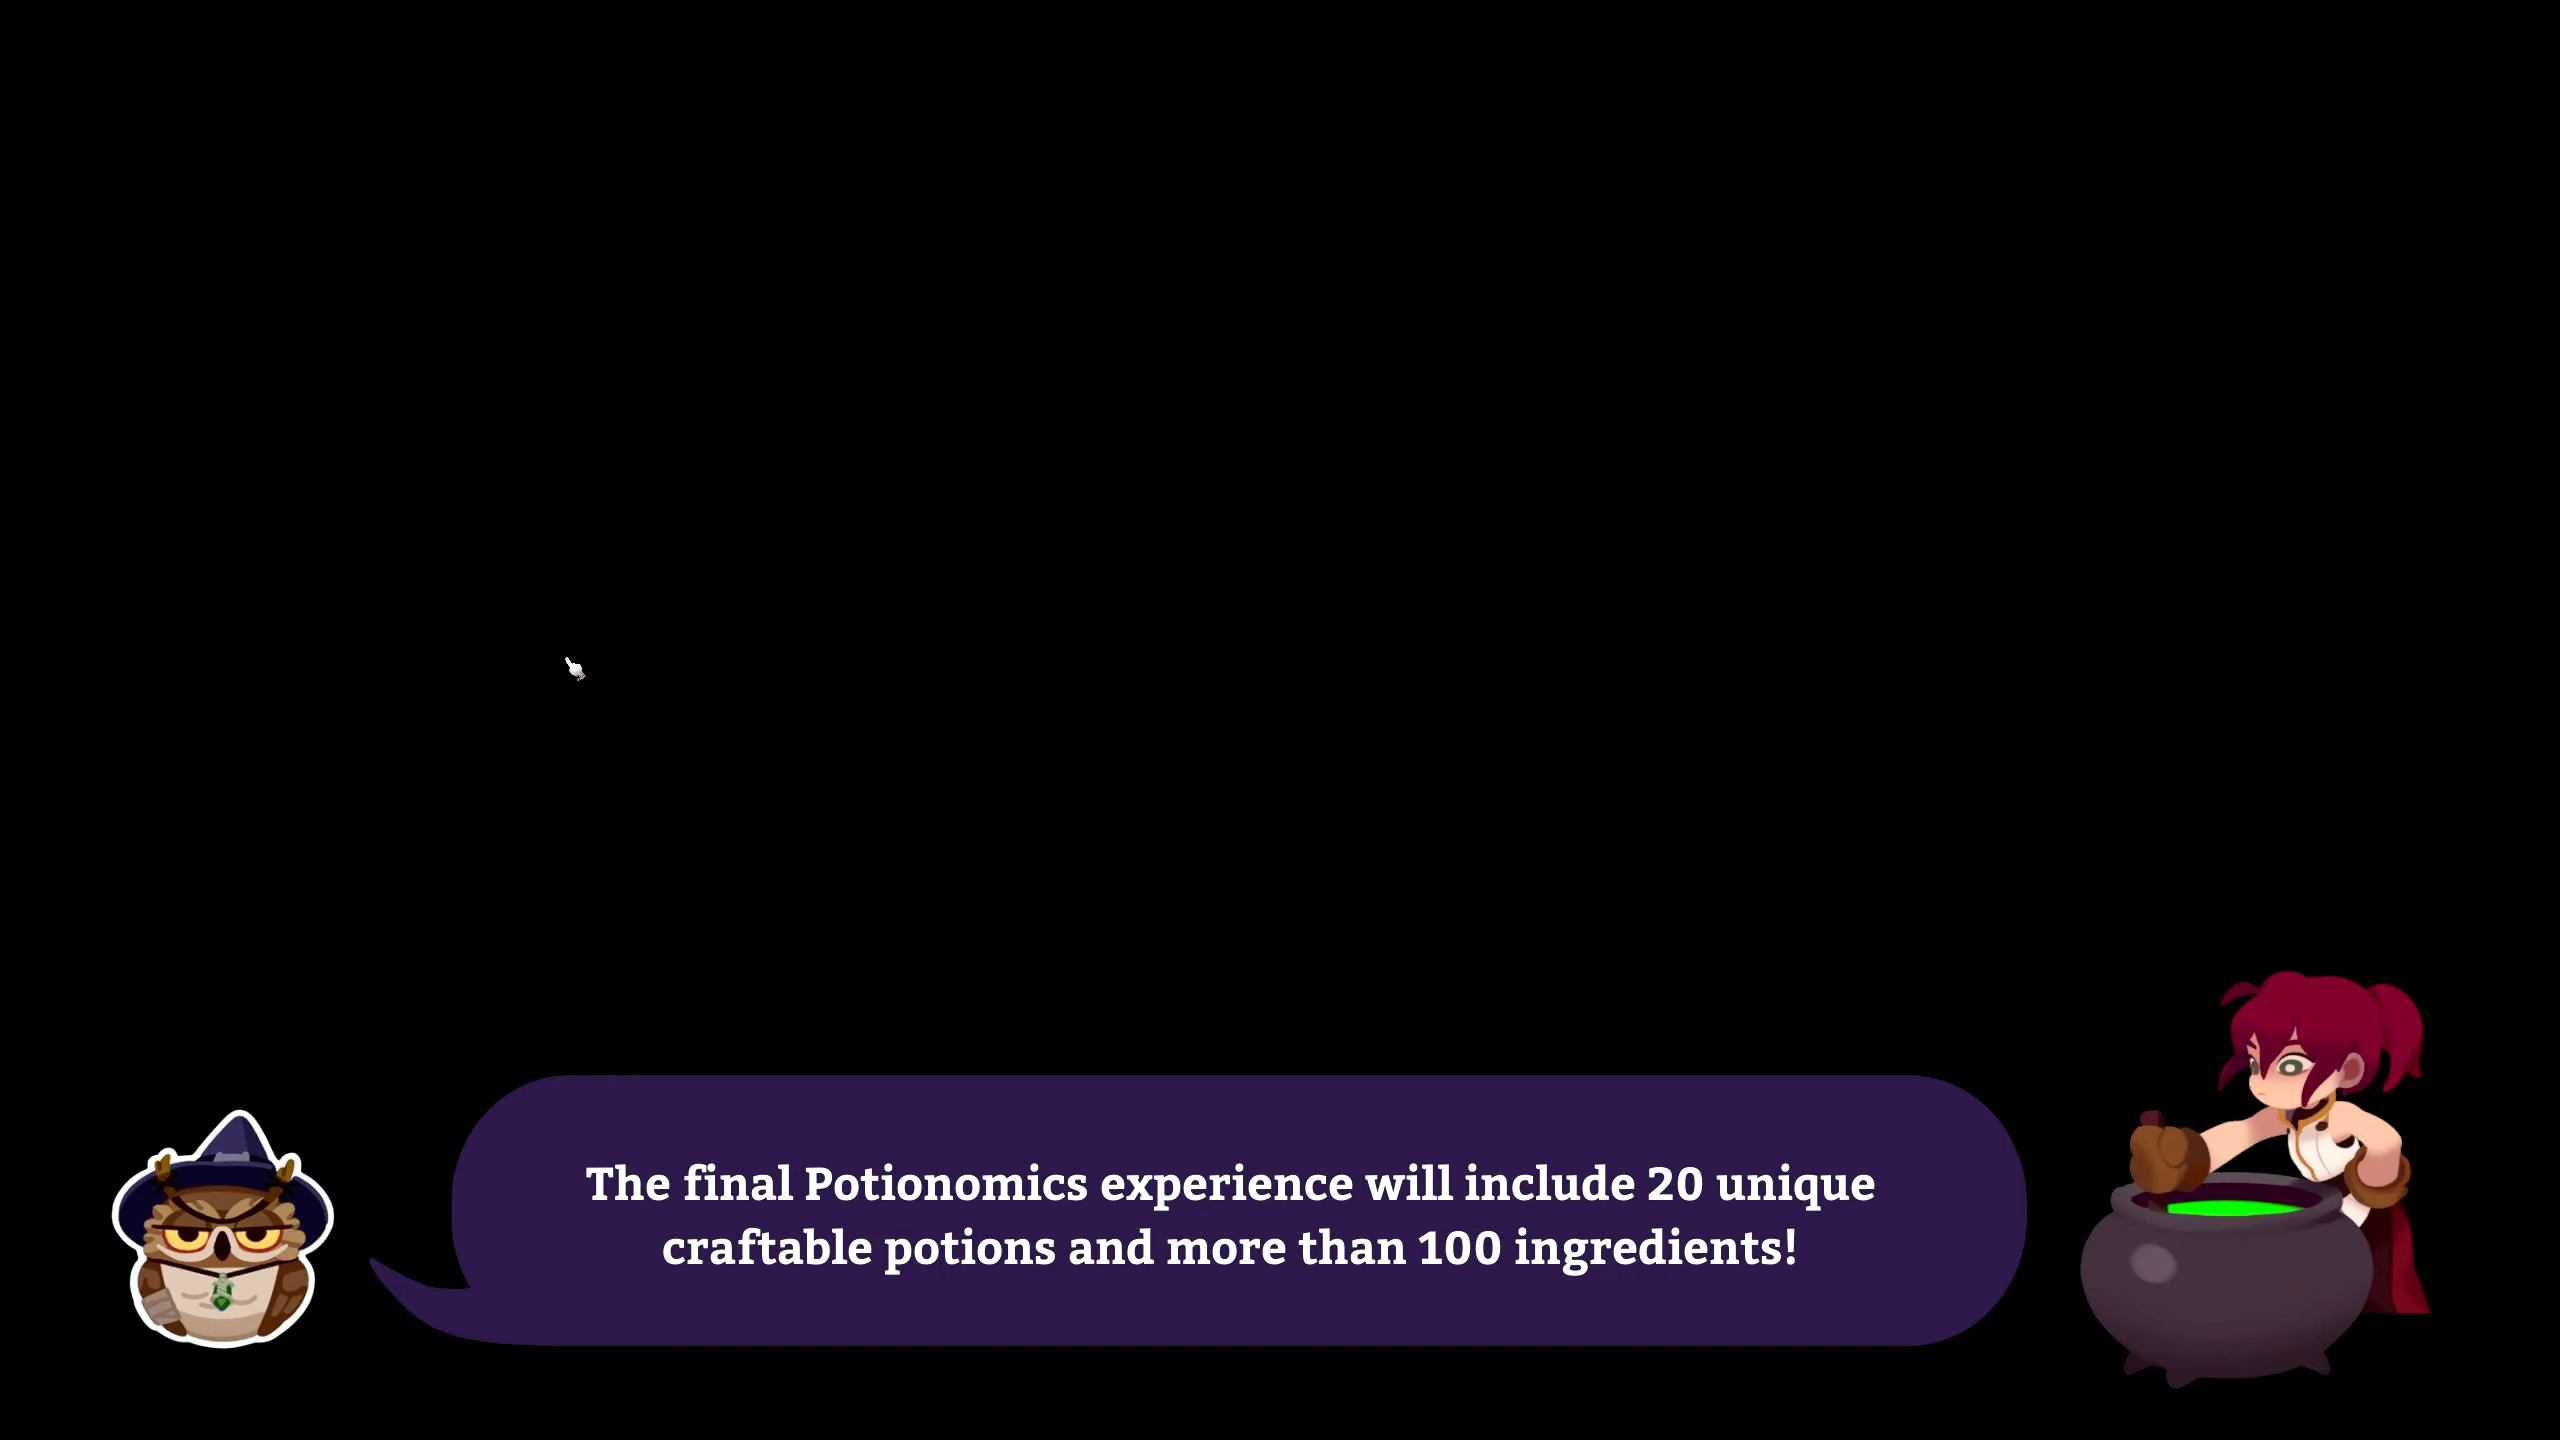 The final Potionomics experience will include 20 unique
craftable potions and more than 100 ingredients!